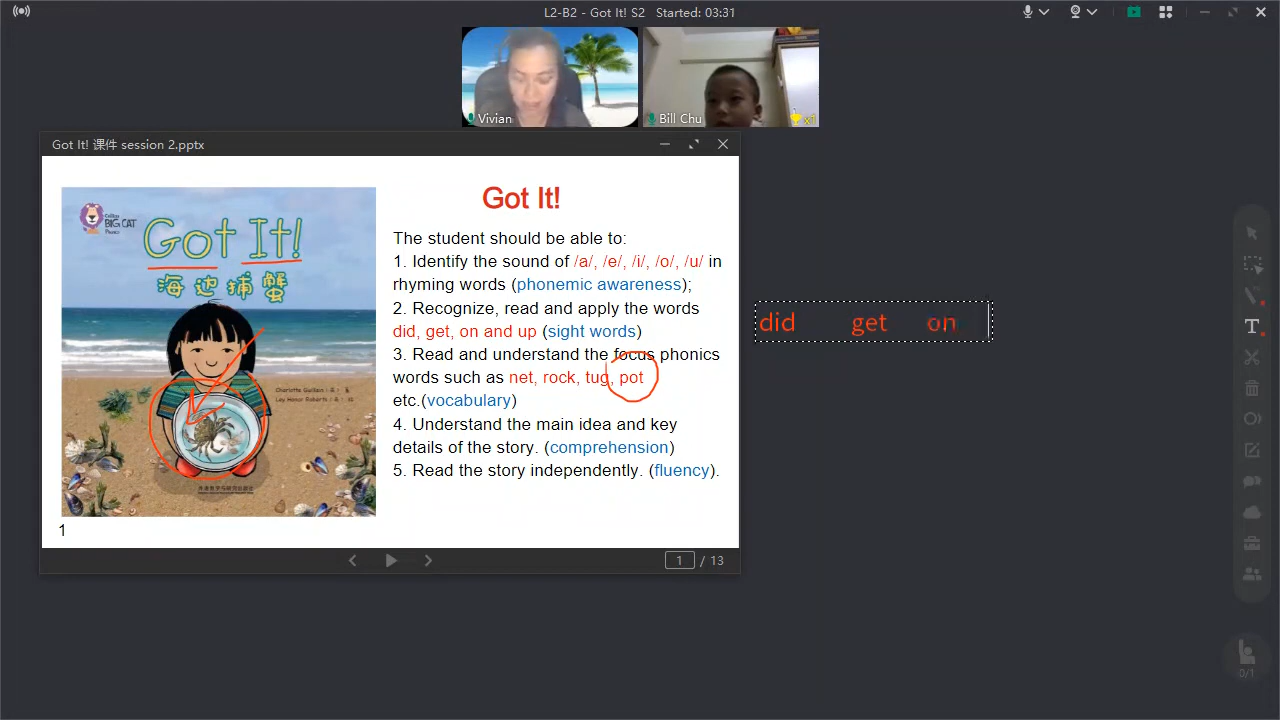 L2-B2 - Got It! S2 Started: 03:31
Vivian
Bill Chu
x1
Got It! 课件 session 2.pptx
Collins
BIG CAT
Phonics
Got It!
海边捕蟹
Got It!
The student should be able to:
1. Identify the sound of /a/, /e/, /i/, /o/, /u/ in
rhyming words (phonemic awareness);
2. Recognize, read and apply the words
did, get, on and up (sight words)
3. Read and understand the focus phonics
words such as net, rock, tug, pot
etc.(vocabulary)
4. Understand the main idea and key
details of the story. (comprehension)
5. Read the story independently. (fluency).
1
1 / 13
did get on
T
0/1